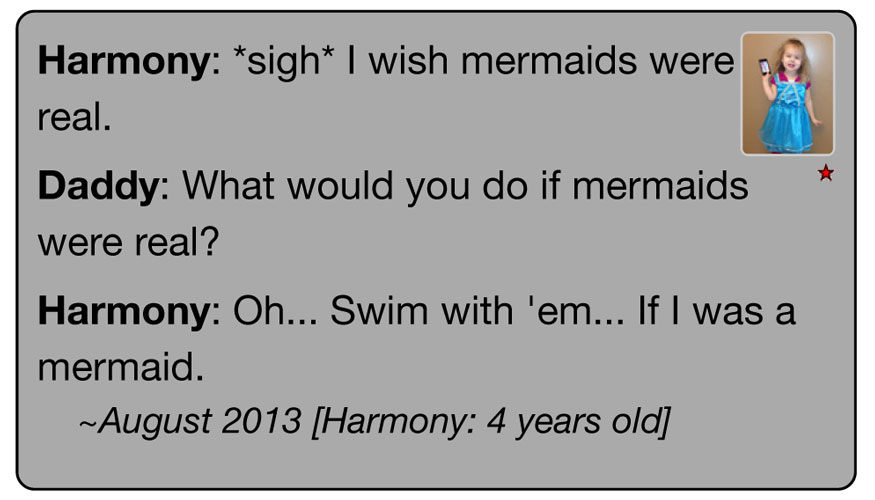 Harmony: *sigh* I wish mermaids were
real.
Daddy: What would you do if mermaids
were real?
Harmony: Oh... Swim with 'em... If I was a
mermaid.
~August 2013 [Harmony: 4 years old]